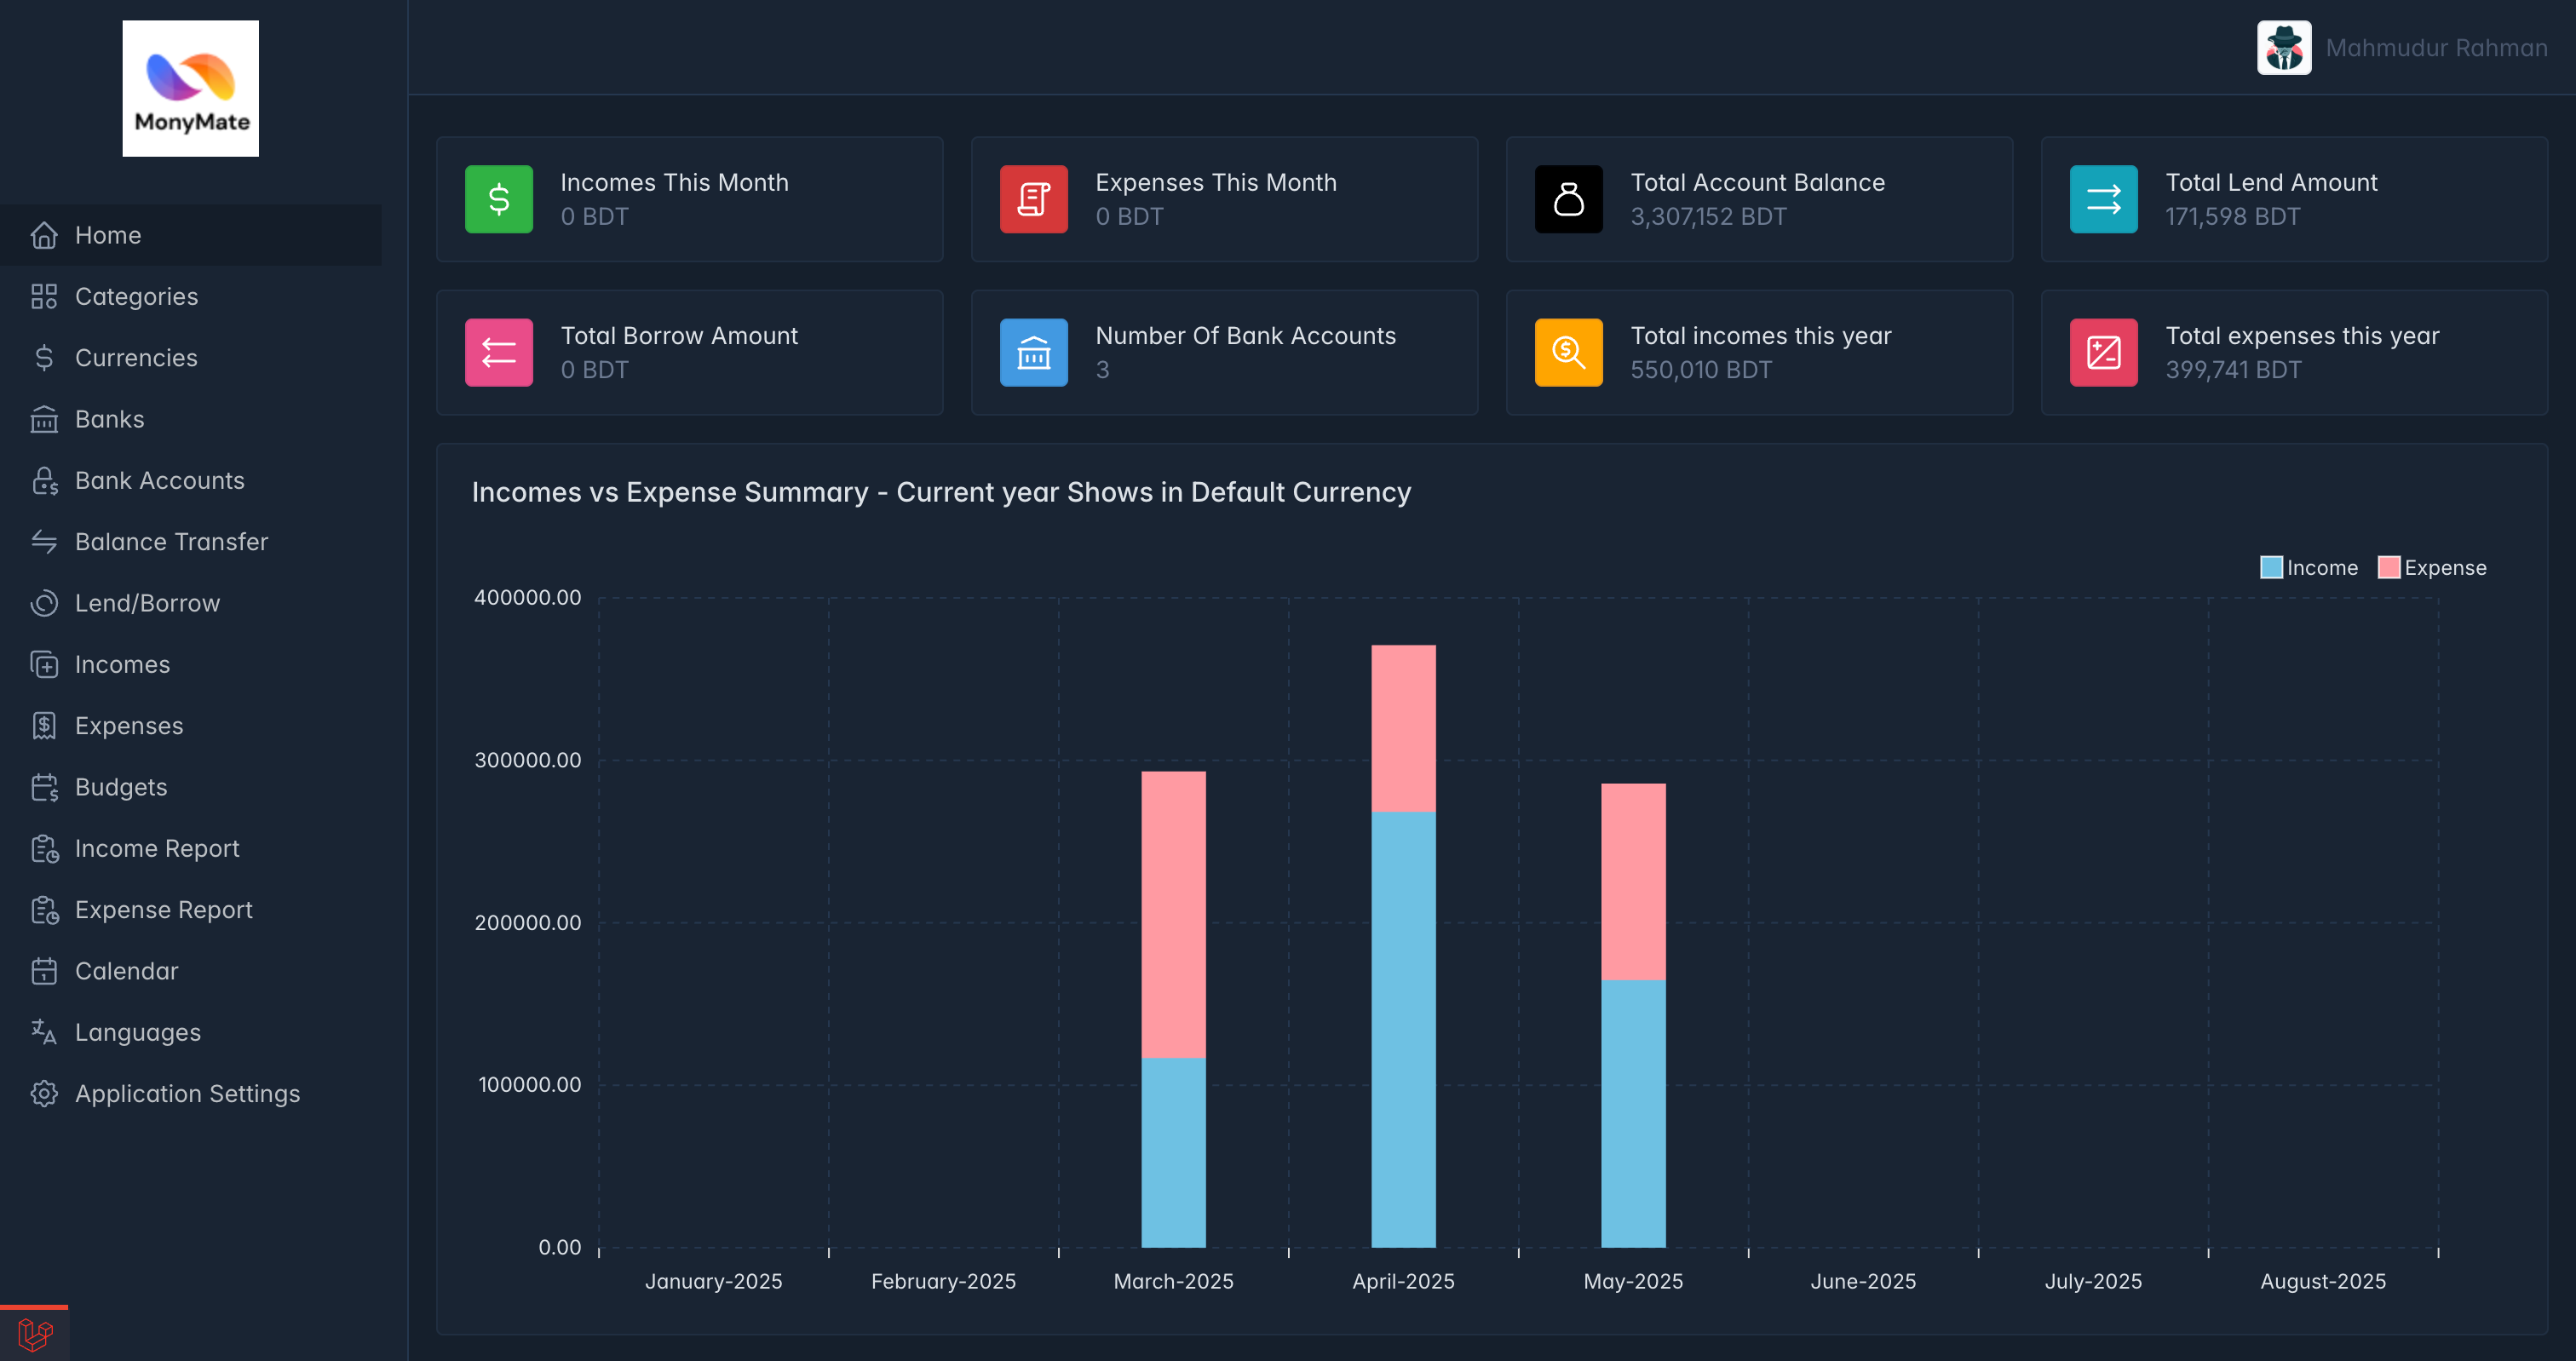 MonyMate
Mahmudur Rahman
Home
Categories
Currencies
Banks
Bank Accounts
Balance Transfer
Lend/Borrow
Incomes
Expenses
Budgets
Income Report
Expense Report
Calendar
Languages
Application Settings
Incomes This Month
0 BDT
Expenses This Month
0 BDT
Total Account Balance
3,307,152 BDT
Total Lend Amount
171,598 BDT
Total Borrow Amount
0 BDT
Number Of Bank Accounts
3
Total incomes this year
550,010 BDT
Total expenses this year
399,741 BDT
Incomes vs Expense Summary - Current year Shows in Default Currency
Income Expense
400000.00
300000.00
200000.00
100000.00
0.00
January-2025 February-2025 March-2025 April-2025 May-2025 June-2025 July-2025 August-2025